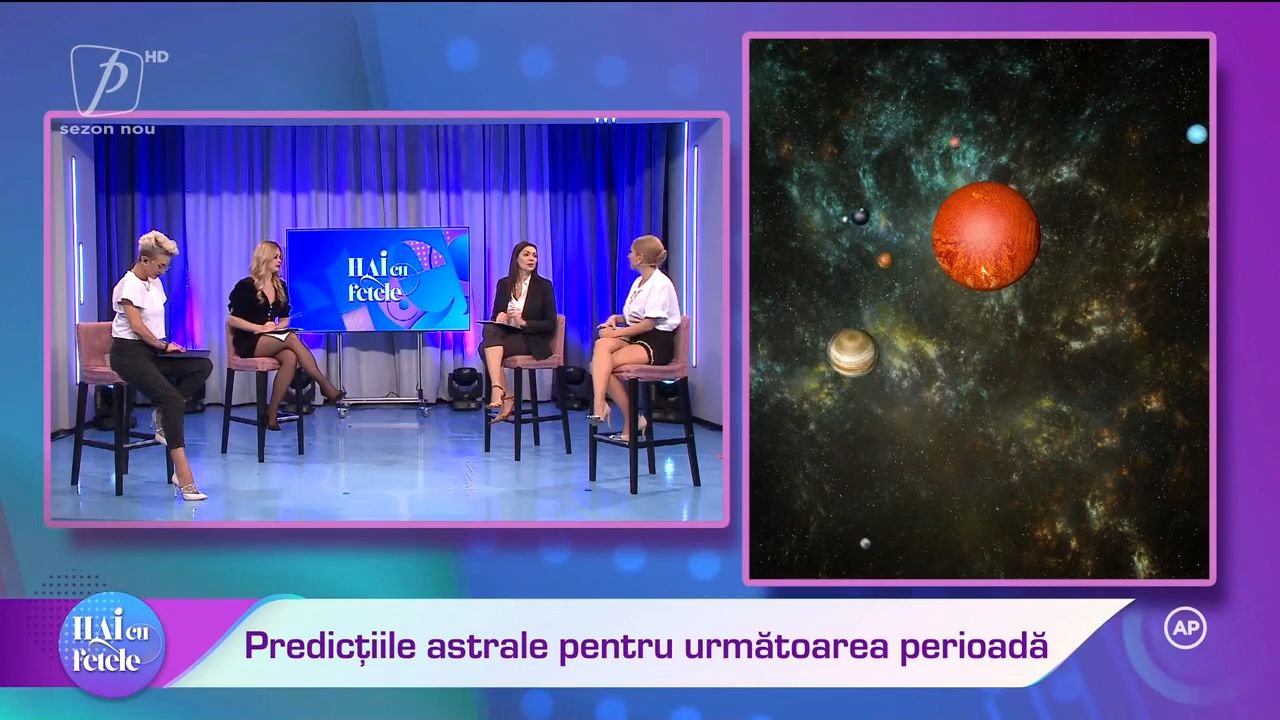 HD
sezon nou
HAi cu
fetele
HAi cu
fetele
Predicțiile astrale pentru următoarea perioadă
AP